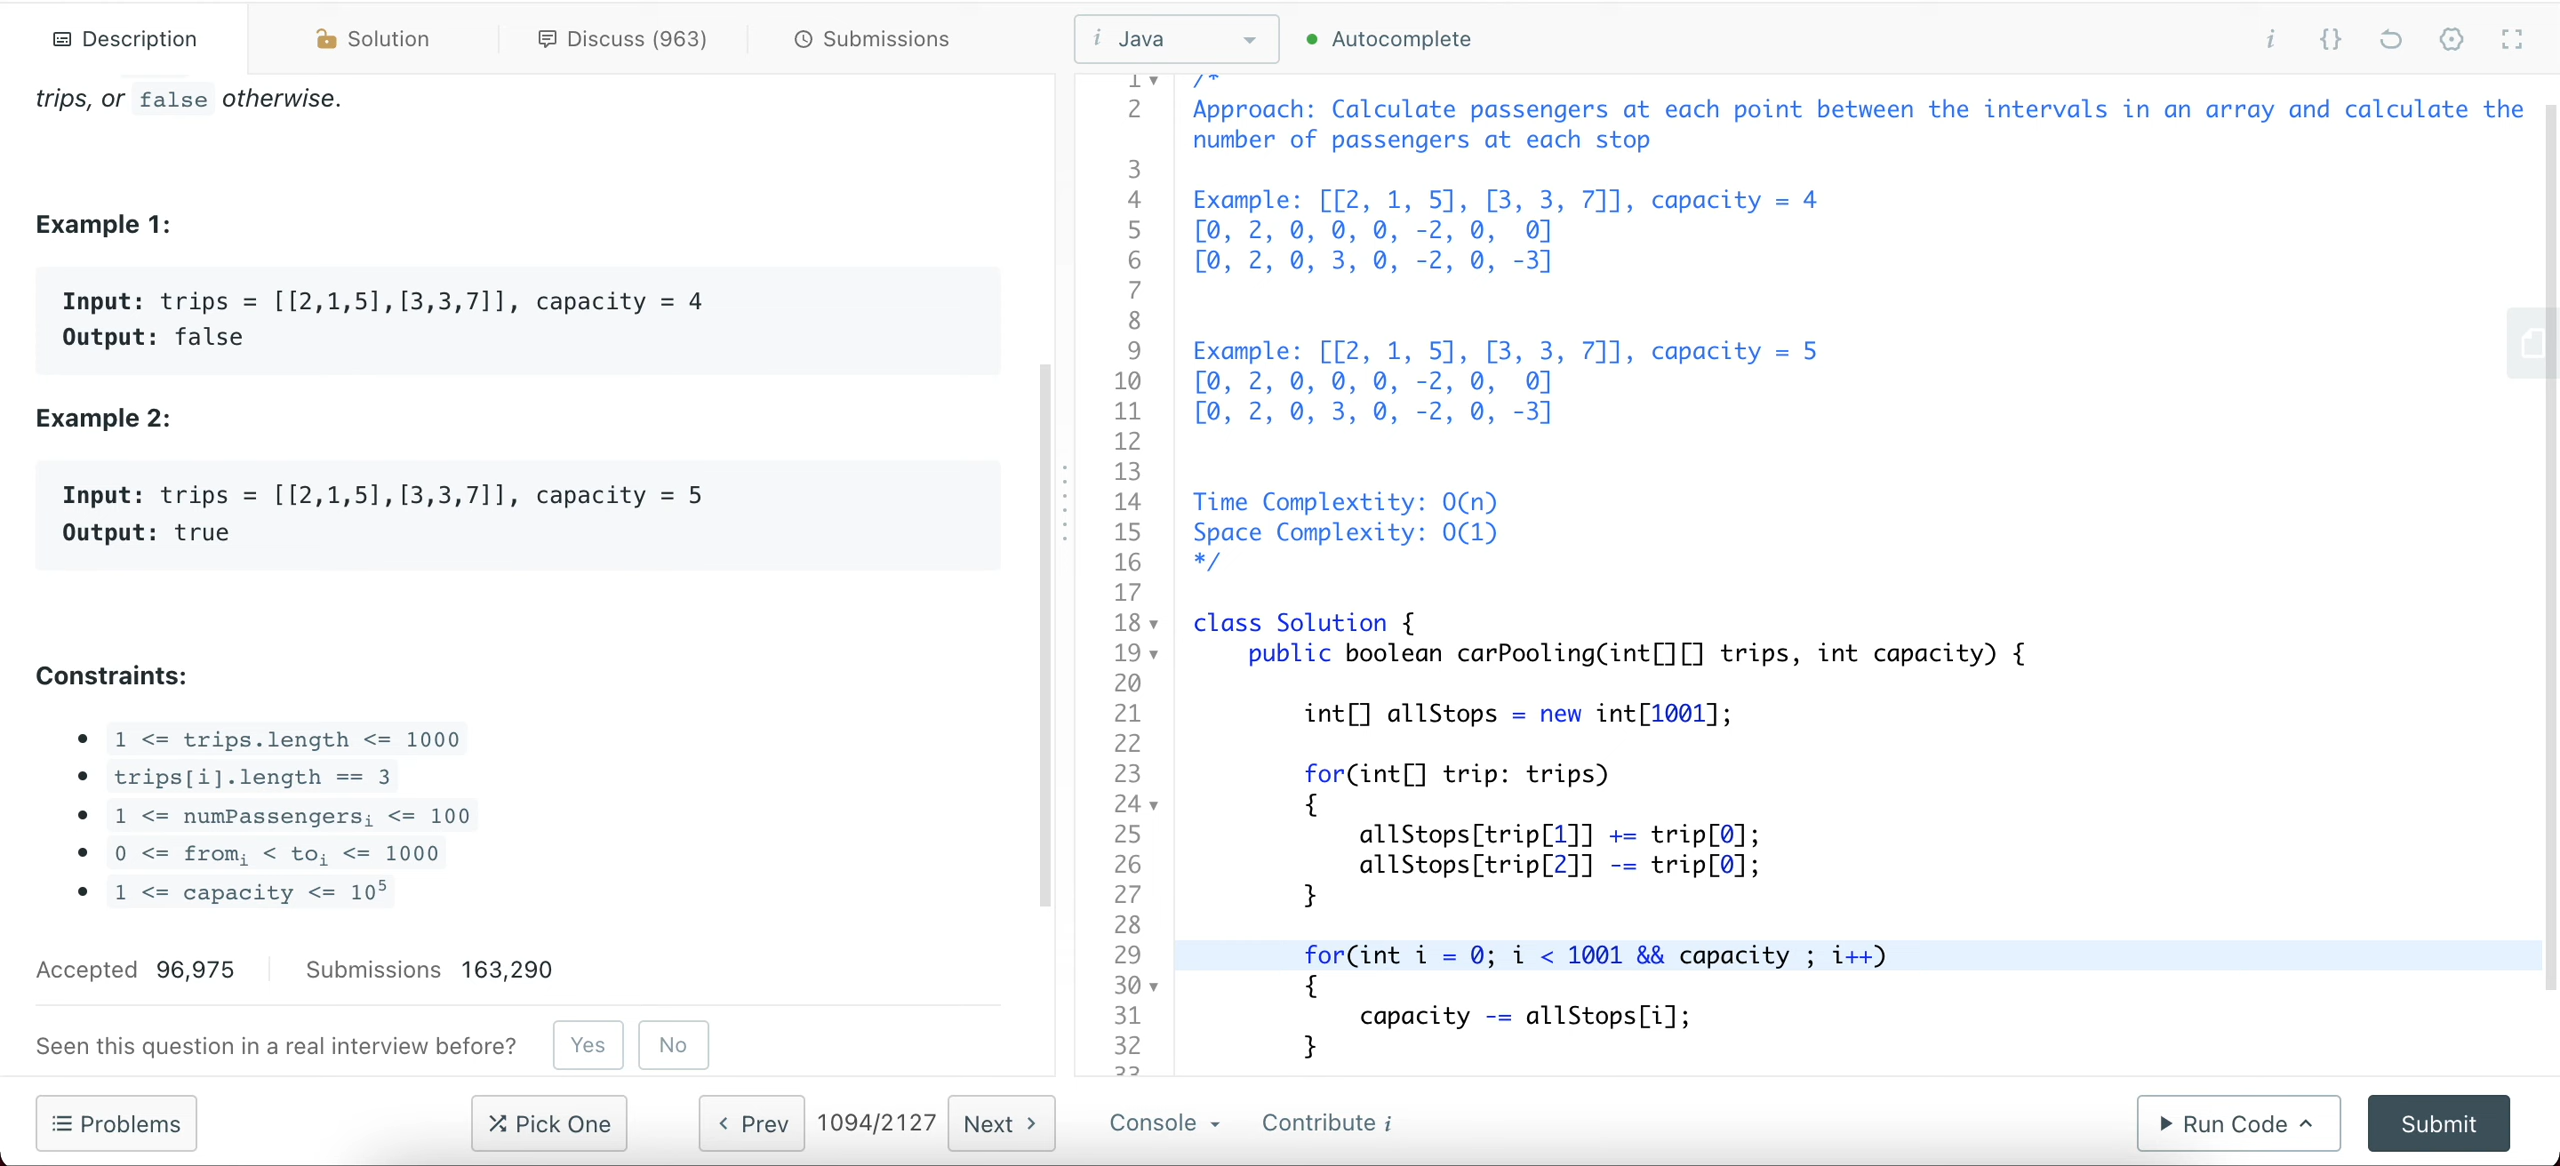 Description
Solution
Discuss (963)
Submissions
i Java
Autocomplete
i {}
trips, or false otherwise.
Example 1:
Input: trips = [[2,1,5],[3,3,7]], capacity = 4
Output: false
Example 2:
Input: trips = [[2,1,5],[3,3,7]], capacity = 5
Output: true
Constraints:
1 <= trips.length <= 1000
trips[i].length == 3
1 <= numPassengersᵢ <= 100
0 <= fromᵢ < toᵢ <= 1000
1 <= capacity <= 10⁵
Accepted 96,975
Submissions 163,290
Seen this question in a real interview before?
Yes
No
1 /*
2 Approach: Calculate passengers at each point between the intervals in an array and calculate the
number of passengers at each stop
3
4 Example: [[2, 1, 5], [3, 3, 7]], capacity = 4
5 [0, 2, 0, 0, 0, -2, 0,  0]
6 [0, 2, 0, 3, 0, -2, 0, -3]
7
8
9 Example: [[2, 1, 5], [3, 3, 7]], capacity = 5
10 [0, 2, 0, 0, 0, -2, 0,  0]
11 [0, 2, 0, 3, 0, -2, 0, -3]
12
13
14 Time Complextity: O(n)
15 Space Complexity: O(1)
16 */
17
18 class Solution {
19     public boolean carPooling(int[][] trips, int capacity) {
20
21         int[] allStops = new int[1001];
22
23         for(int[] trip: trips)
24         {
25             allStops[trip[1]] += trip[0];
26             allStops[trip[2]] -= trip[0];
27         }
28
29         for(int i = 0; i < 1001 && capacity ; i++)
30         {
31             capacity -= allStops[i];
32         }
33
Problems
Pick One
‹ Prev
1094/2127
Next ›
Console
Contribute i
Run Code
Submit